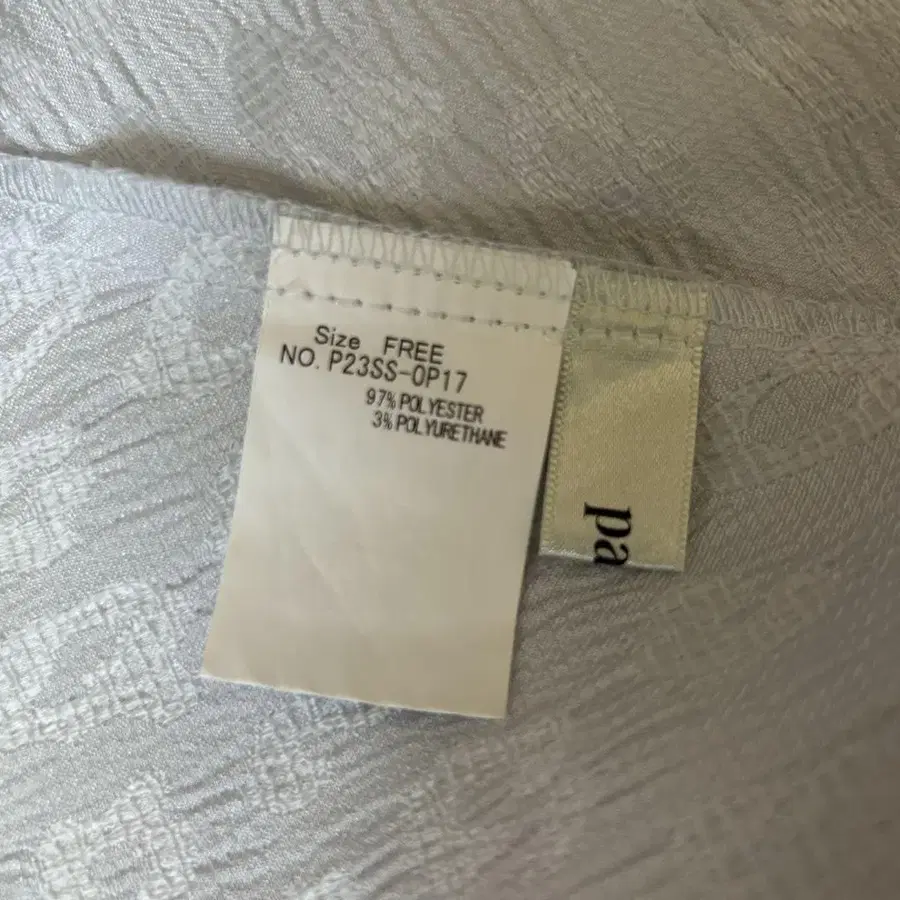 Size FREE
NO. P23SS-OP17
97% POLYESTER
3% POLYURETHANE
pa